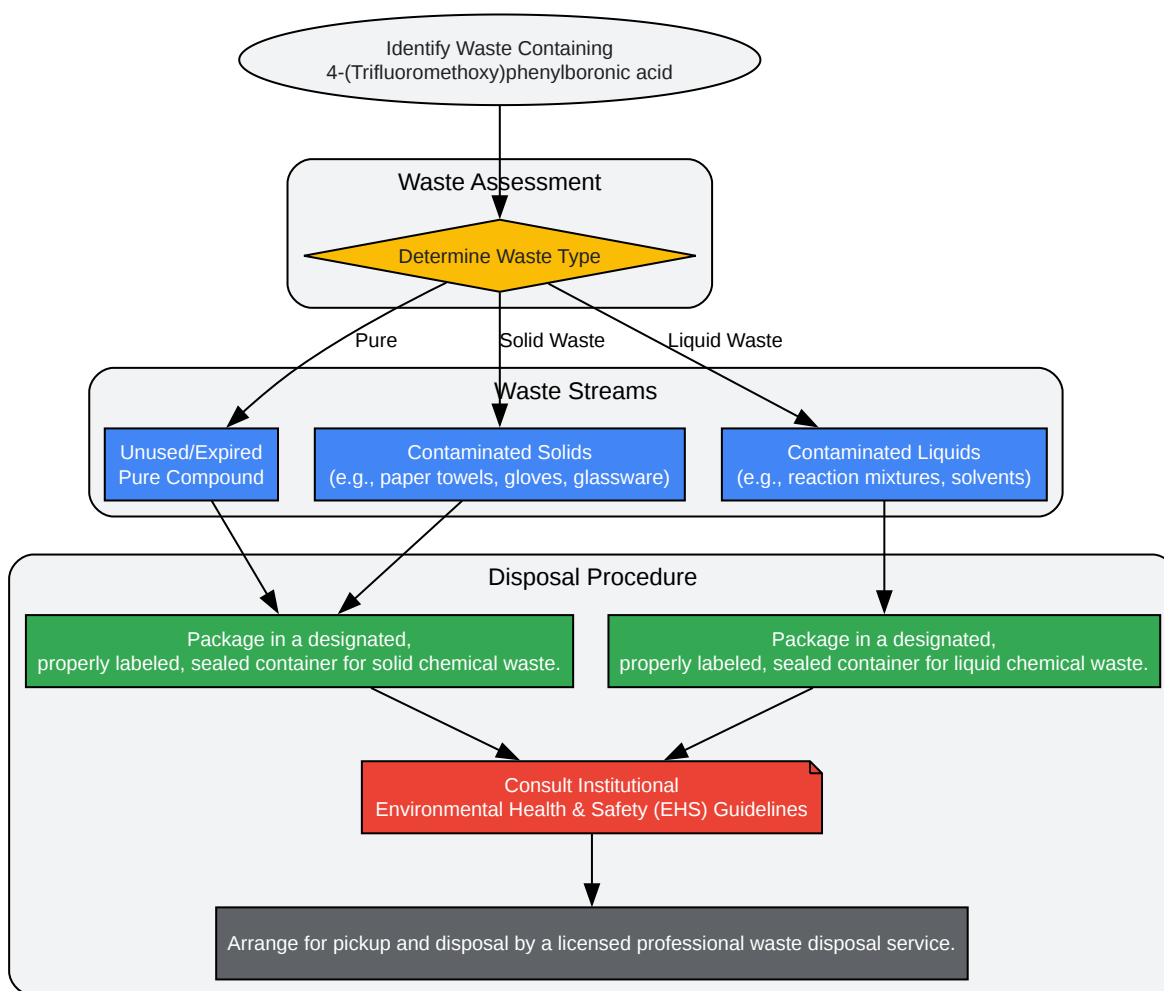 Identify Waste Containing
4-(Trifluoromethoxy)phenylboronic acid
Waste Assessment
Determine Waste Type
Pure
Solid Waste
Liquid Waste
Waste Streams
Unused/Expired
Pure Compound
Contaminated Solids
(e.g., paper towels, gloves, glassware)
Contaminated Liquids
(e.g., reaction mixtures, solvents)
Disposal Procedure
Package in a designated,
properly labeled, sealed container for solid chemical waste.
Package in a designated,
properly labeled, sealed container for liquid chemical waste.
Consult Institutional
Environmental Health & Safety (EHS) Guidelines
Arrange for pickup and disposal by a licensed professional waste disposal service.